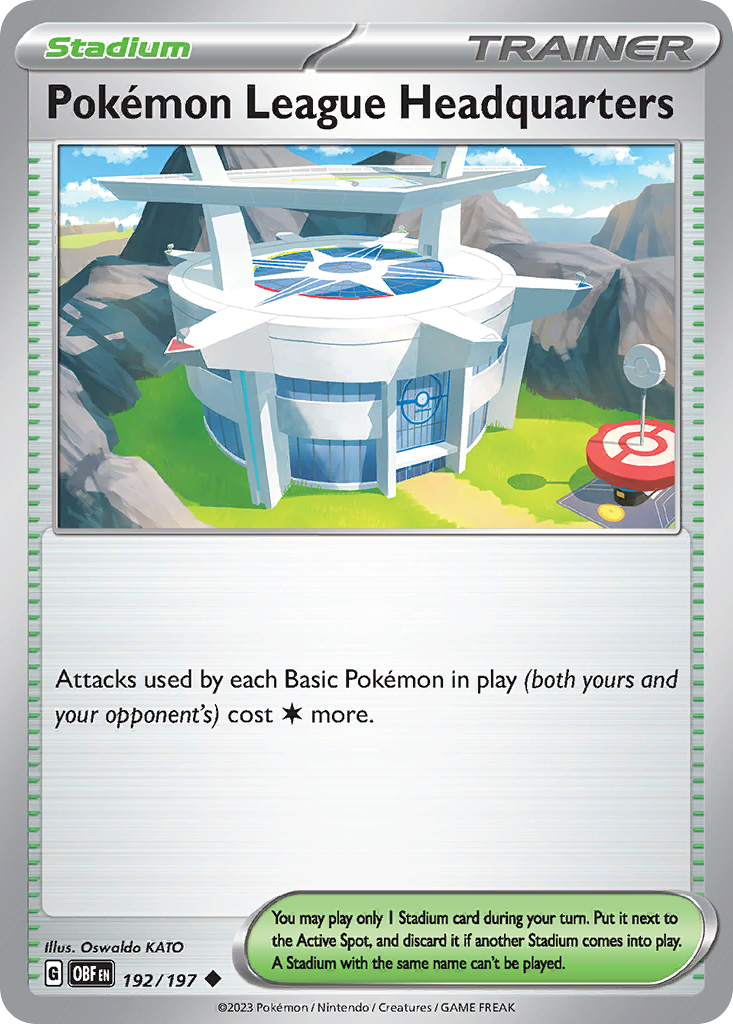 Stadium
TRAINER
Pokémon League Headquarters
Attacks used by each Basic Pokémon in play (both yours and
your opponent's) cost more.
You may play only 1 Stadium card during your turn. Put it next to
the Active Spot, and discard it if another Stadium comes into play.
A Stadium with the same name can't be played.
Illus. Oswaldo KATO
G OBF EN 192/197
©2023 Pokémon / Nintendo / Creatures / GAME FREAK